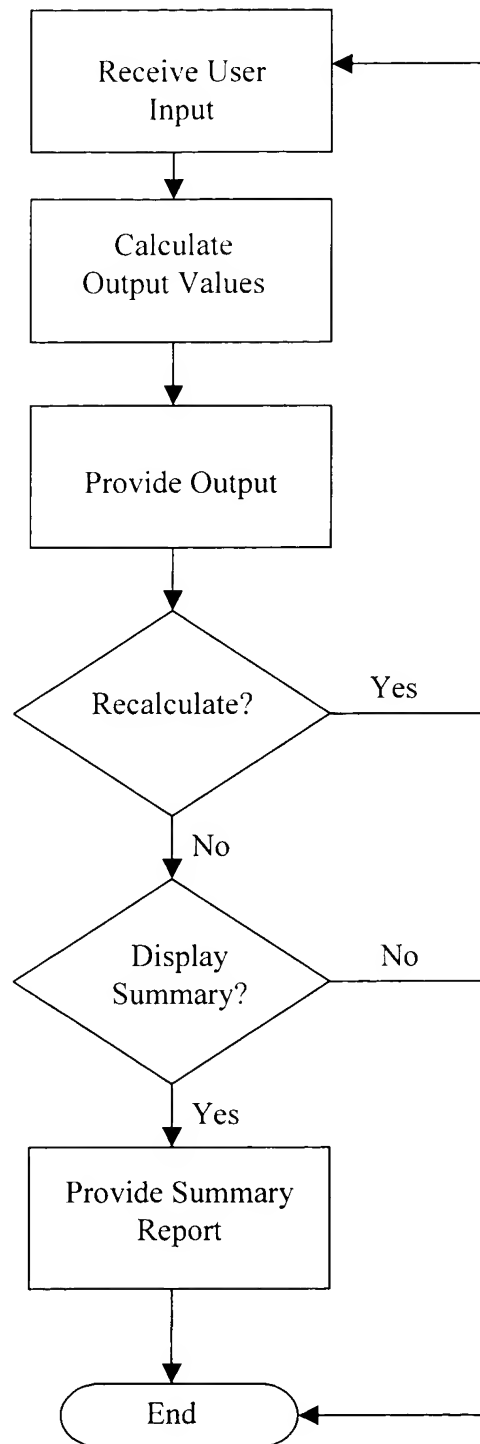 Receive User
Input
Calculate
Output Values
Provide Output
Recalculate?
Yes
No
Display
Summary?
No
Yes
Provide Summary
Report
End